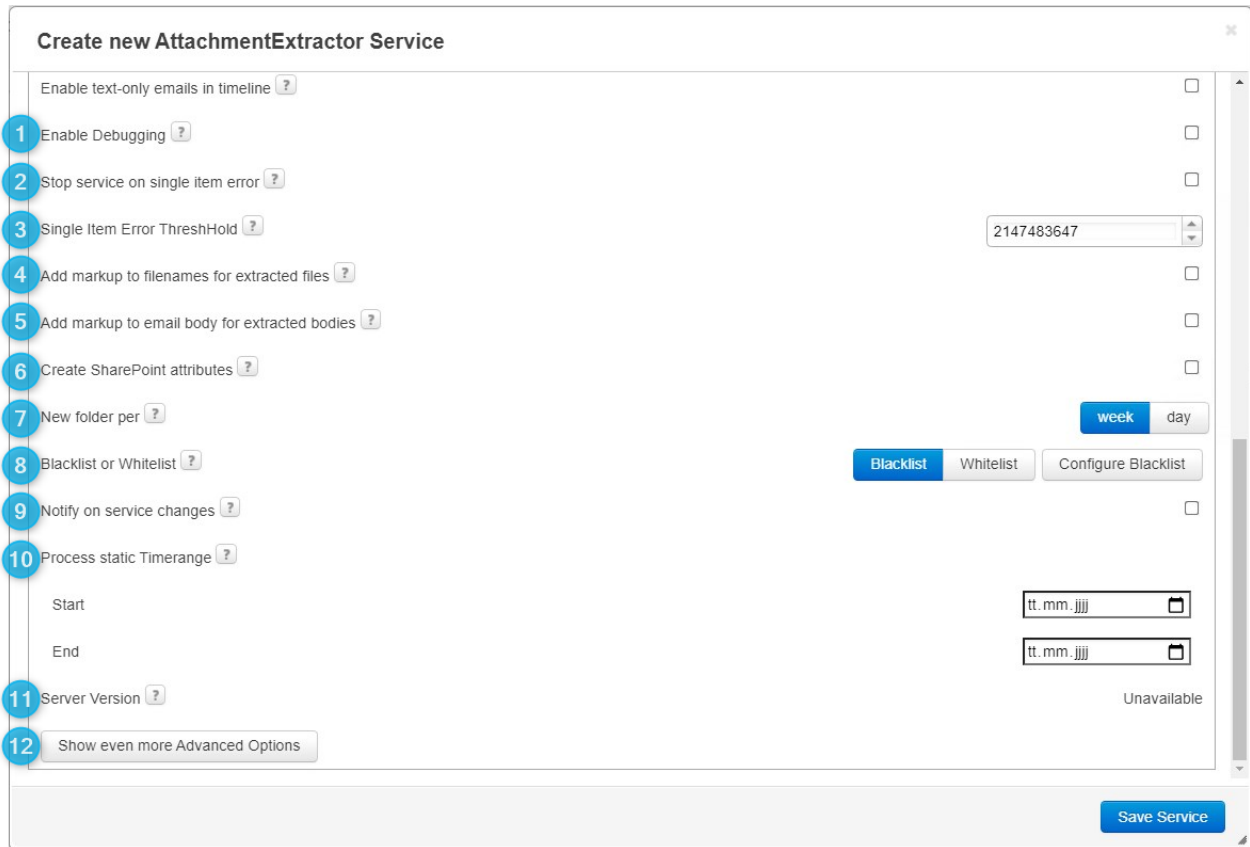 Create new AttachmentExtractor Service ×
Enable text-only emails in timeline ?
1 Enable Debugging ?
2 Stop service on single item error ?
3 Single Item Error ThreshHold ? 2147483647
4 Add markup to filenames for extracted files ?
5 Add markup to email body for extracted bodies ?
6 Create SharePoint attributes ?
7 New folder per ? week day
8 Blacklist or Whitelist ? Blacklist Whitelist Configure Blacklist
9 Notify on service changes ?
10 Process static Timerange ?
Start tt.mm.jjjj
End tt.mm.jjjj
11 Server Version ? Unavailable
12 Show even more Advanced Options
Save Service